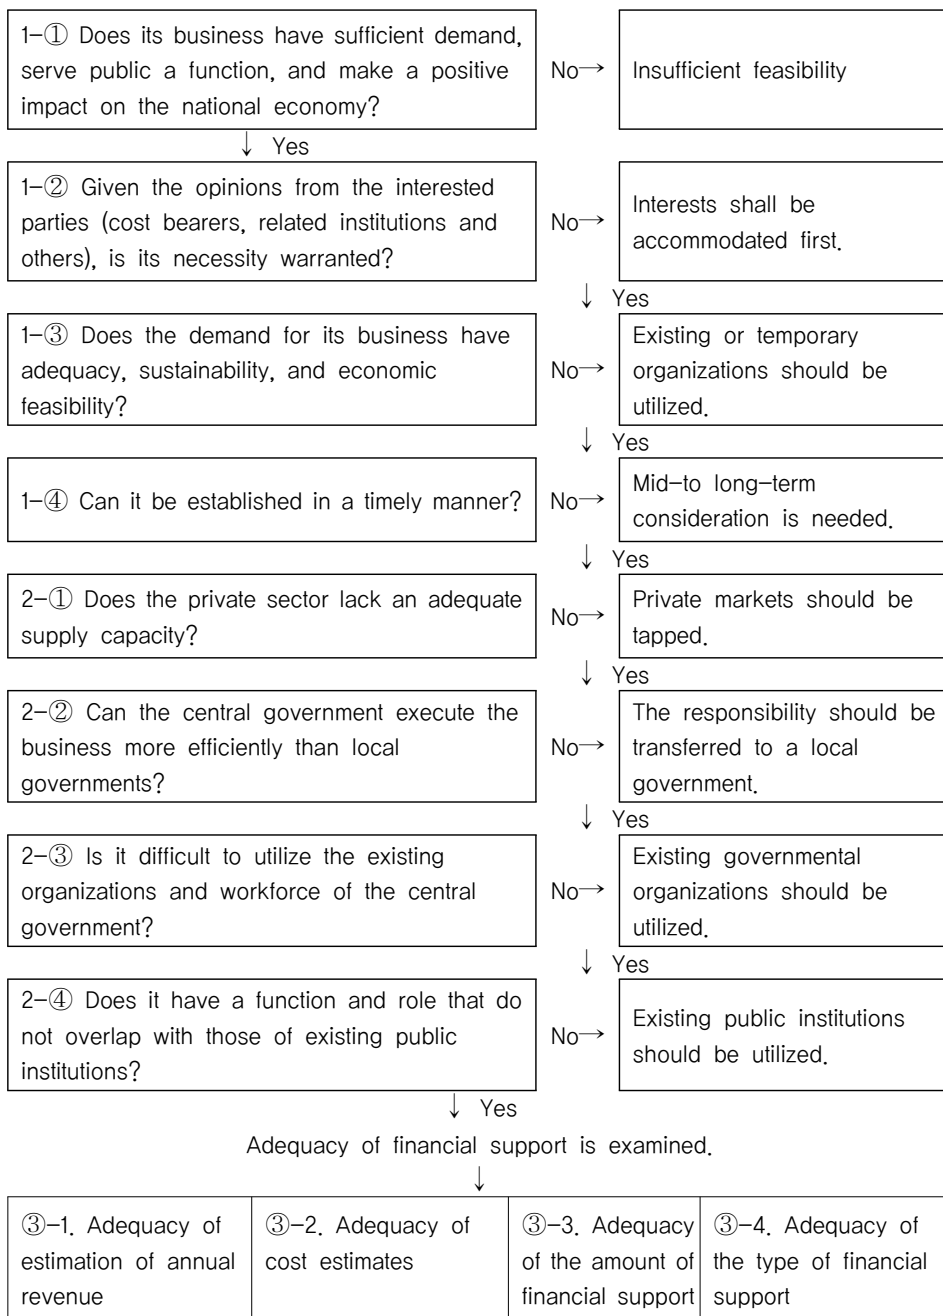 1-① Does its business have sufficient demand,
serve public a function, and make a positive
impact on the national economy?
No→
Insufficient feasibility
↓ Yes
1-② Given the opinions from the interested
parties (cost bearers, related institutions and
others), is its necessity warranted?
No→
Interests shall be
accommodated first.
↓ Yes
1-③ Does the demand for its business have
adequacy, sustainability, and economic
feasibility?
No→
Existing or temporary
organizations should be
utilized.
↓ Yes
1-④ Can it be established in a timely manner?
No→
Mid-to long-term
consideration is needed.
↓ Yes
2-① Does the private sector lack an adequate
supply capacity?
No→
Private markets should be
tapped.
↓ Yes
2-② Can the central government execute the
business more efficiently than local
governments?
No→
The responsibility should be
transferred to a local
government.
↓ Yes
2-③ Is it difficult to utilize the existing
organizations and workforce of the central
government?
No→
Existing governmental
organizations should be
utilized.
↓ Yes
2-④ Does it have a function and role that do
not overlap with those of existing public
institutions?
No→
Existing public institutions
should be utilized.
↓ Yes
Adequacy of financial support is examined.
↓
③-1. Adequacy of
estimation of annual
revenue
③-2. Adequacy of
cost estimates
③-3. Adequacy
of the amount of
financial support
③-4. Adequacy of
the type of financial
support